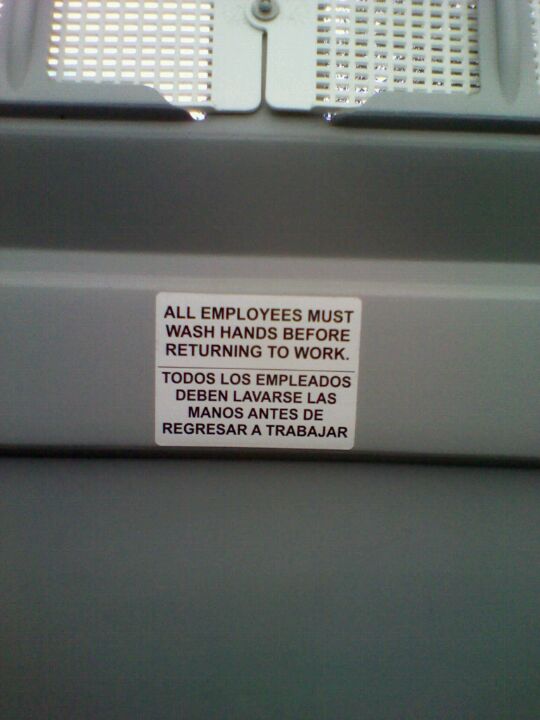 ALL EMPLOYEES MUST
WASH HANDS BEFORE
RETURNING TO WORK.
TODOS LOS EMPLEADOS
DEBEN LAVARSE LAS
MANOS ANTES DE
REGRESAR A TRABAJAR